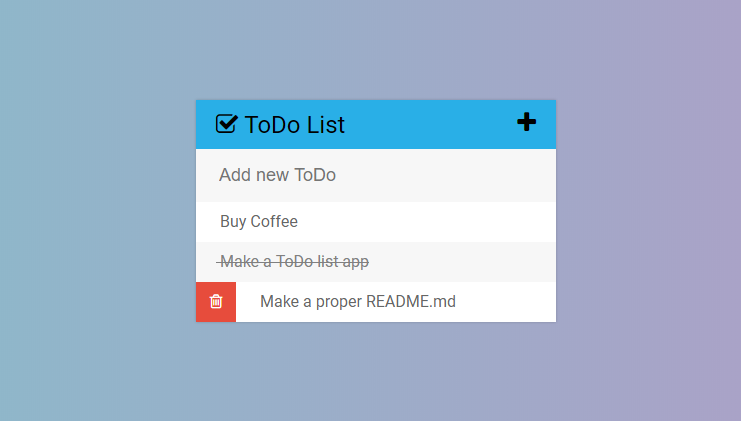 ToDo List
Add new ToDo
Buy Coffee
Make a ToDo list app
Make a proper README.md